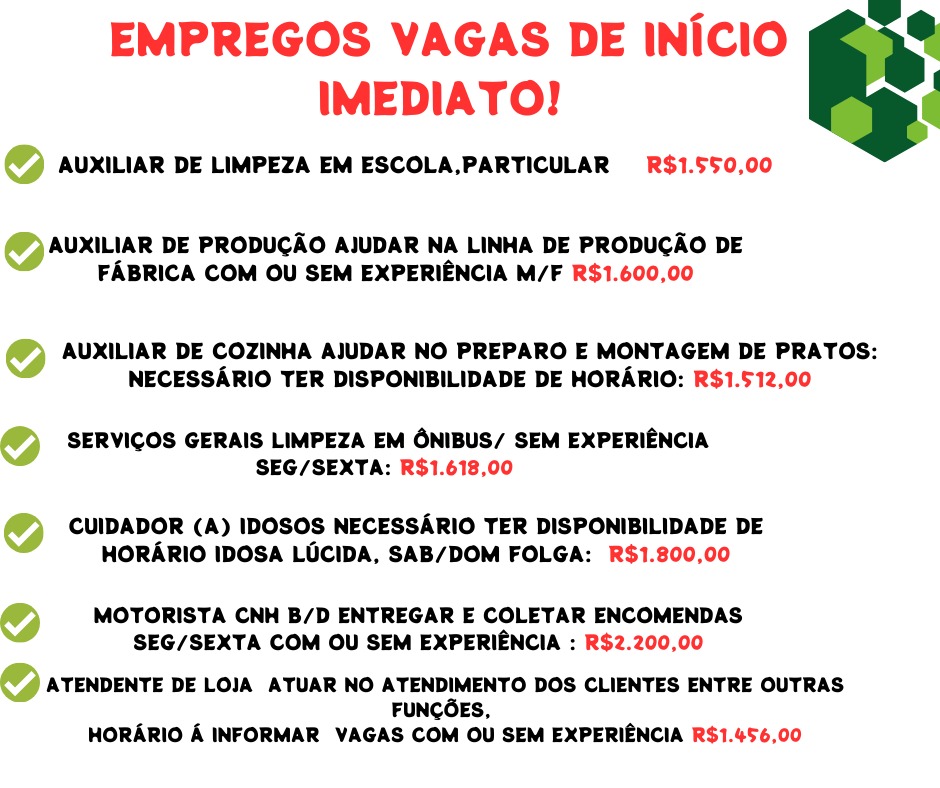 EMPREGOS VAGAS DE INÍCIO
IMEDIATO!
AUXILIAR DE LIMPEZA EM ESCOLA,PARTICULAR R$1.550,00
AUXILIAR DE PRODUÇÃO AJUDAR NA LINHA DE PRODUÇÃO DE
FÁBRICA COM OU SEM EXPERIÊNCIA M/F R$1.600,00
AUXILIAR DE COZINHA AJUDAR NO PREPARO E MONTAGEM DE PRATOS:
NECESSÁRIO TER DISPONIBILIDADE DE HORÁRIO: R$1.512,00
SERVIÇOS GERAIS LIMPEZA EM ÔNIBUS/ SEM EXPERIÊNCIA
SEG/SEXTA: R$1.618,00
CUIDADOR (A) IDOSOS NECESSÁRIO TER DISPONIBILIDADE DE
HORÁRIO IDOSA LÚCIDA, SAB/DOM FOLGA: R$1.800,00
MOTORISTA CNH B/D ENTREGAR E COLETAR ENCOMENDAS
SEG/SEXTA COM OU SEM EXPERIÊNCIA : R$2.200,00
ATENDENTE DE LOJA ATUAR NO ATENDIMENTO DOS CLIENTES ENTRE OUTRAS
FUNÇÕES,
HORÁRIO Á INFORMAR VAGAS COM OU SEM EXPERIÊNCIA R$1.456,00